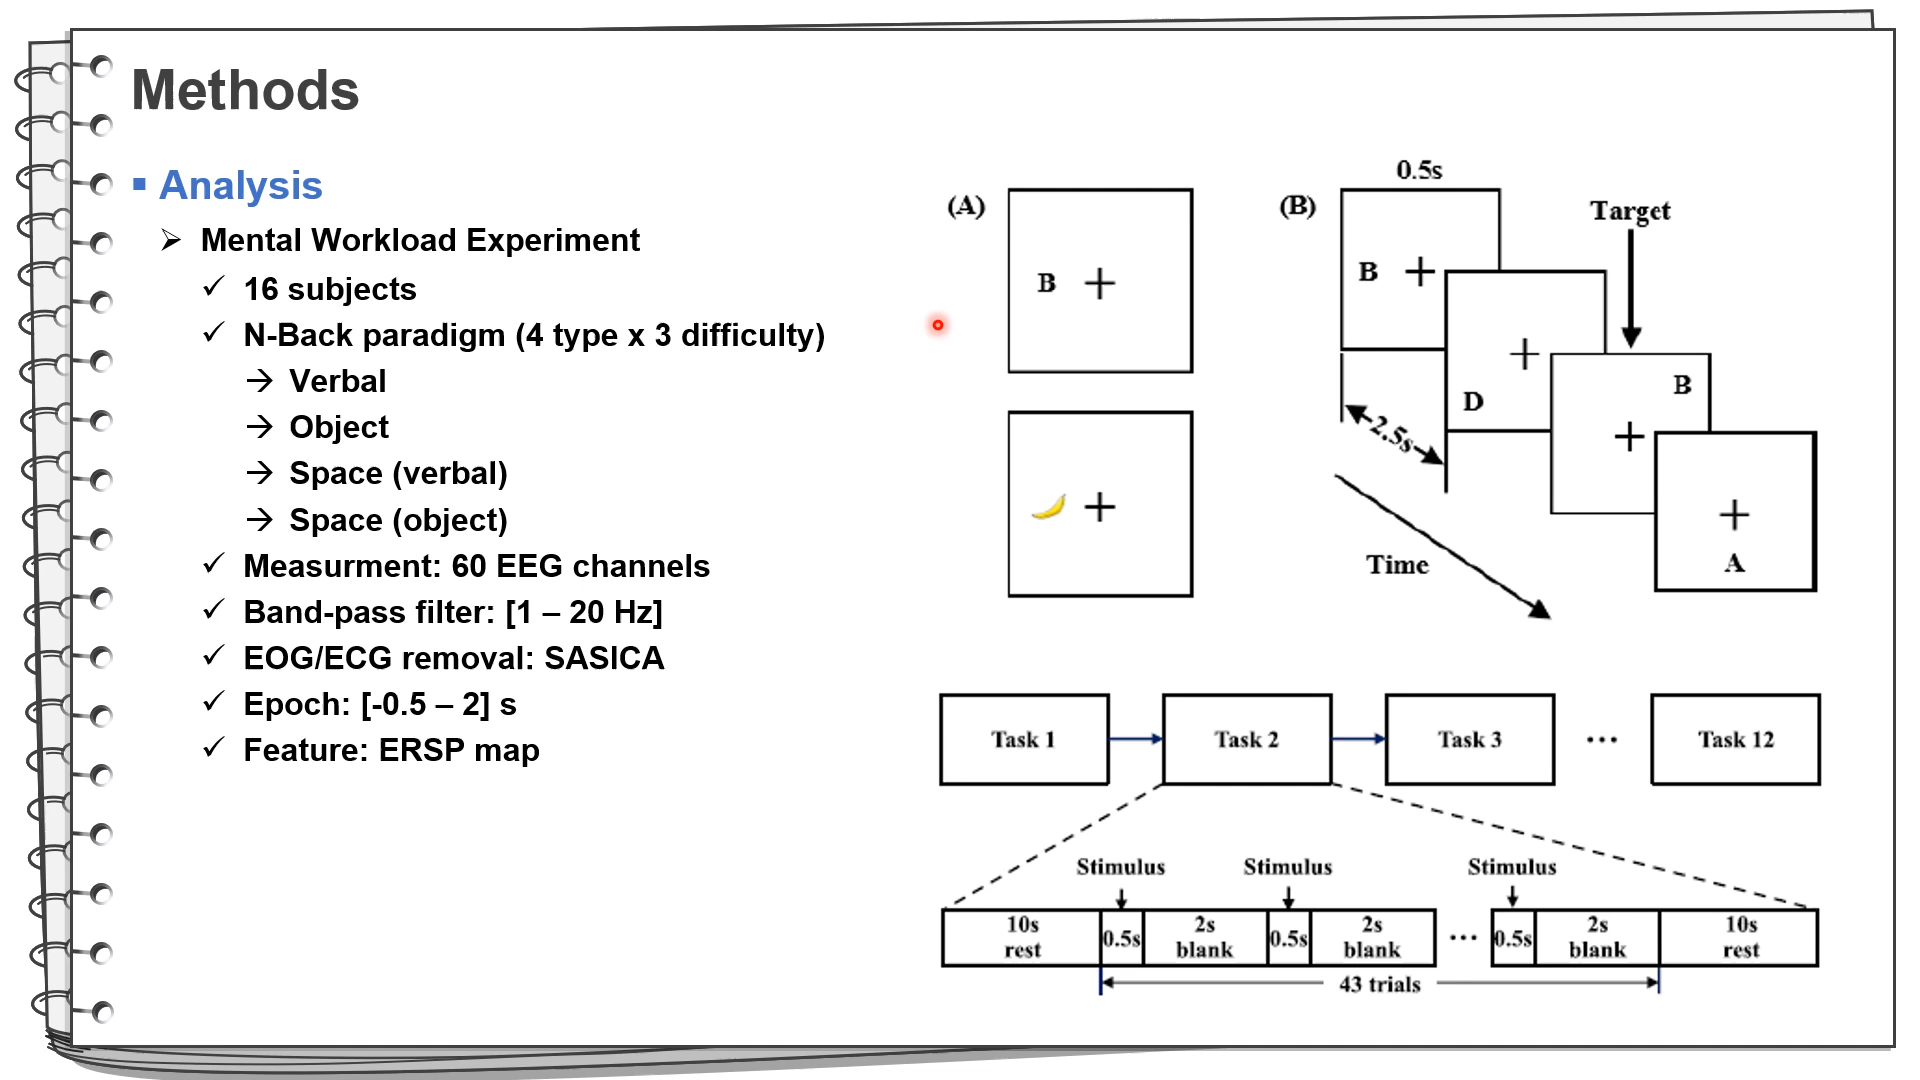 Methods
▪ Analysis
➢ Mental Workload Experiment
✓ 16 subjects
✓ N-Back paradigm (4 type x 3 difficulty)
→ Verbal
→ Object
→ Space (verbal)
→ Space (object)
✓ Measurment: 60 EEG channels
✓ Band-pass filter: [1 – 20 Hz]
✓ EOG/ECG removal: SASICA
✓ Epoch: [-0.5 – 2] s
✓ Feature: ERSP map
(A)
B +
+
(B)
0.5s
B +
+
D
Target
B
+
+
A
2.5s
Time
Task 1
Task 2
Task 3
...
Task 12
Stimulus
Stimulus
Stimulus
10s
rest
0.5s
2s
blank
0.5s
2s
blank
...
0.5s
2s
blank
10s
rest
43 trials